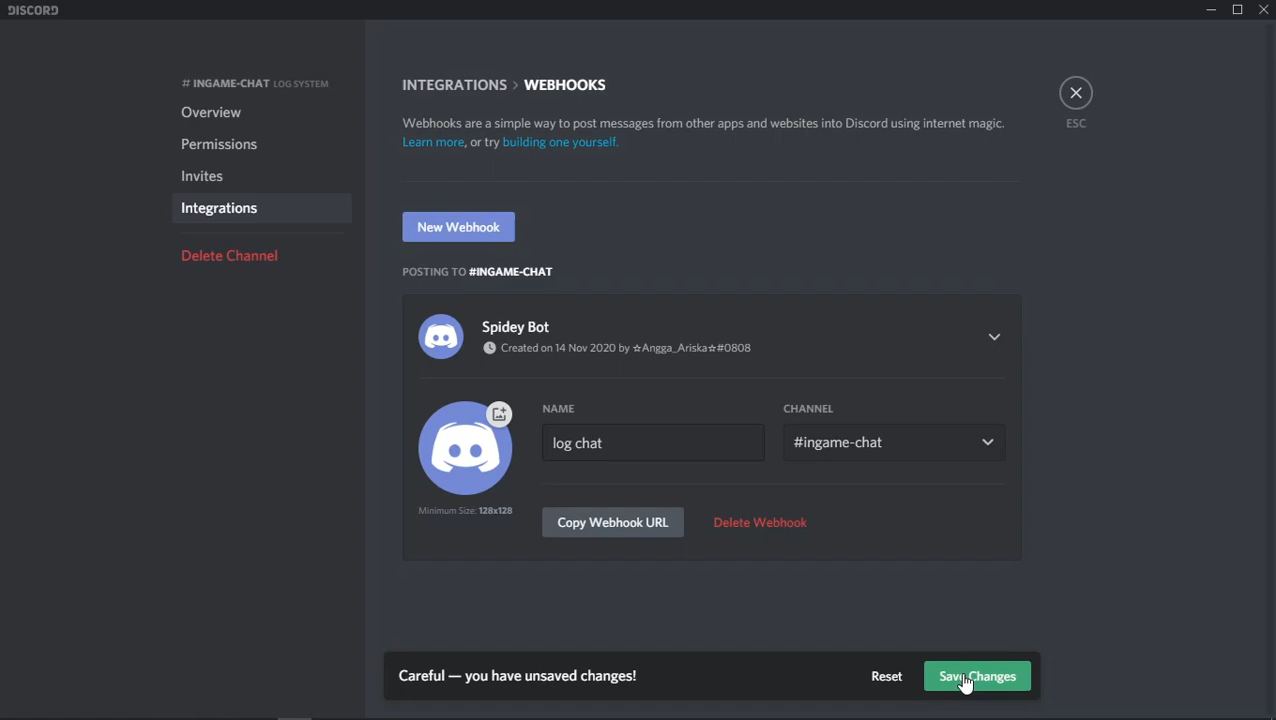 DISCORD
# INGAME-CHAT LOG SYSTEM
Overview
Permissions
Invites
Integrations
Delete Channel
INTEGRATIONS > WEBHOOKS
Webhooks are a simple way to post messages from other apps and websites into Discord using internet magic.
Learn more, or try building one yourself.
ESC
New Webhook
POSTING TO #INGAME-CHAT
Spidey Bot
Created on 14 Nov 2020 by ☆Angga_Ariska☆#0808
NAME
CHANNEL
log chat
#ingame-chat
Minimum Size: 128x128
Copy Webhook URL
Delete Webhook
Careful — you have unsaved changes!
Reset
Save Changes